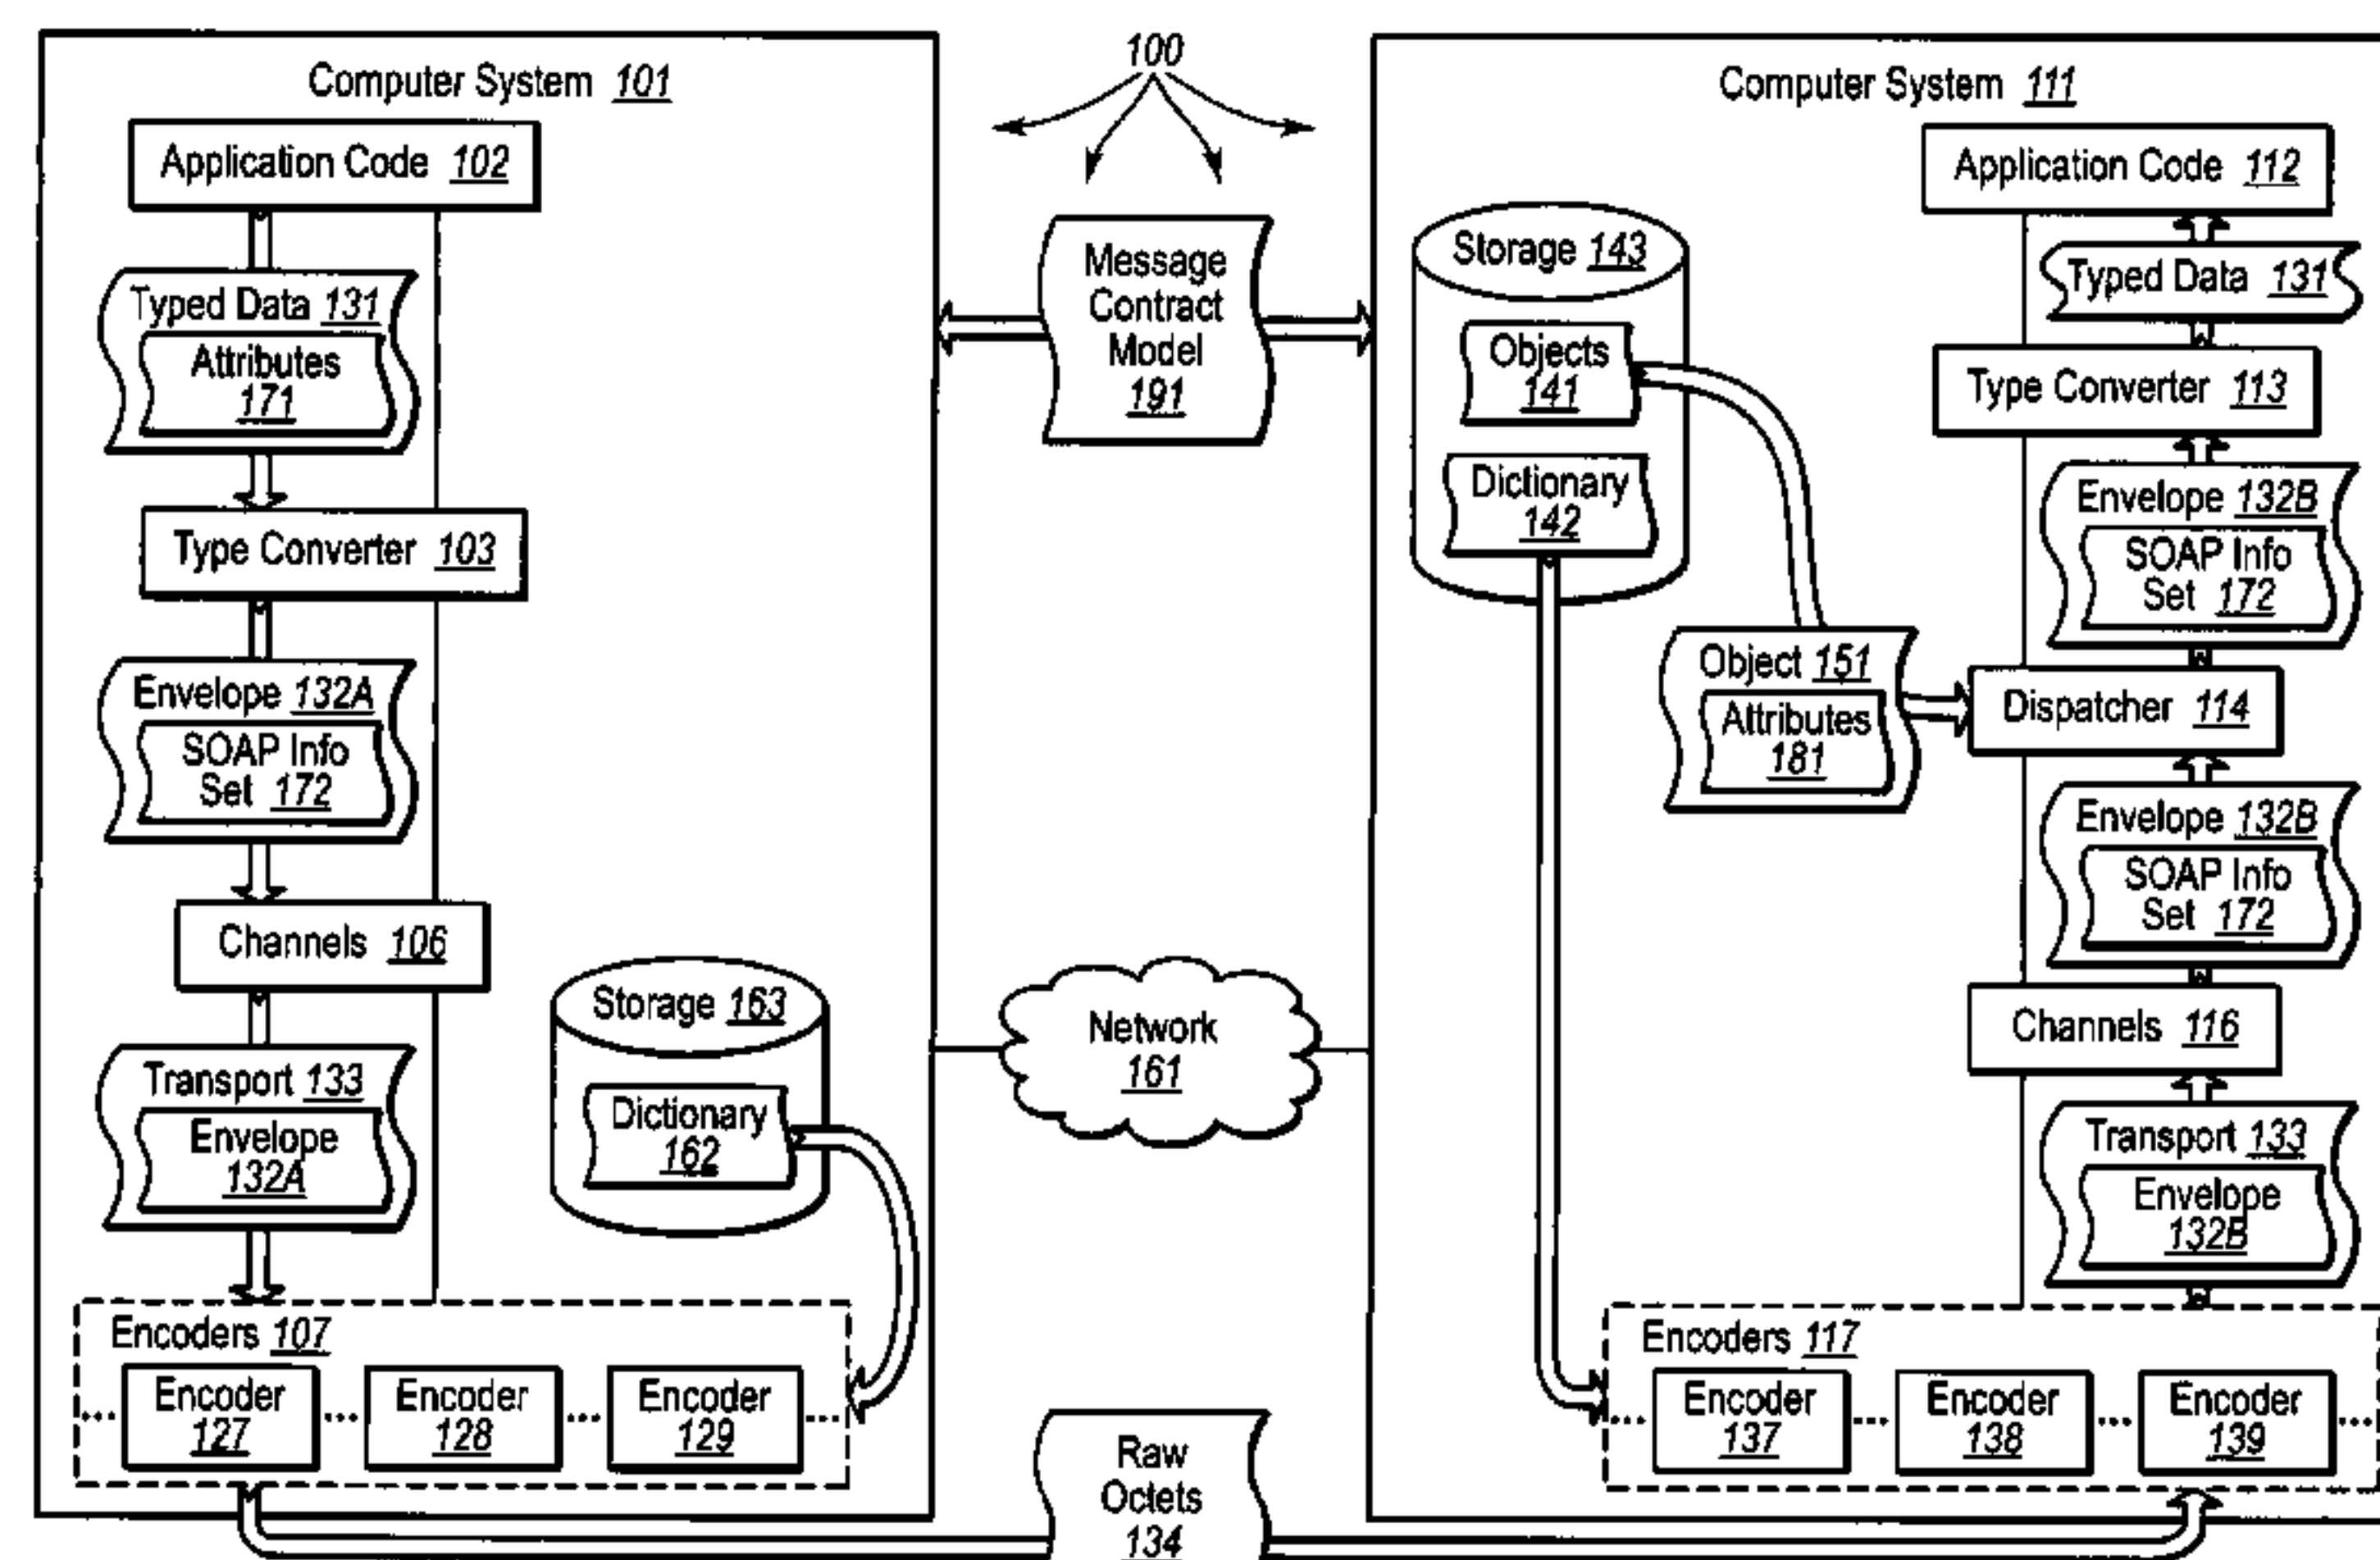 100
Computer System 101
Application Code 102
Typed Data 131
Attributes
171
Type Converter 103
Envelope 132A
SOAP Info
Set 172
Channels 106
Transport 133
Envelope
132A
Storage 163
Dictionary
162
Encoders 107
... Encoder ... Encoder ... Encoder ...
127 128 129
Message
Contract
Model
191
Network
161
Raw
Octets
134
Computer System 111
Application Code 112
Typed Data 131
Type Converter 113
Envelope 132B
SOAP Info
Set 172
Dispatcher 114
Envelope 132B
SOAP Info
Set 172
Channels 116
Transport 133
Envelope
132B
Storage 143
Objects
141
Dictionary
142
Object 151
Attributes
181
Encoders 117
... Encoder ... Encoder ... Encoder ...
137 138 139